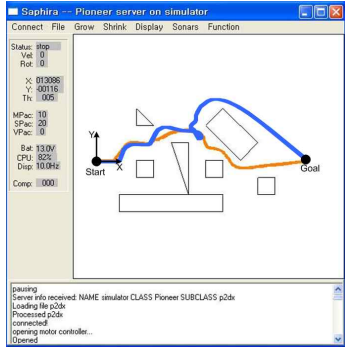 Saphira -- Pioneer server on simulator
Connect File Grow Shrink Display Sonars Function
Status: stop
Vel: 0
Rot: 0
X: 013086
Y: -00116
Th: 005
MPac: 10
SPac: 20
VPac: 0
Bat: 13.0V
CPU: 82%
Disp: 10.0Hz
Comp: 000
Y
X
Start
Goal
pausing
Server info received: NAME simulator CLASS Pioneer SUBCLASS p2dx
Loading file p2dx
Processed p2dx
connected!
opening motor controller...
Opened